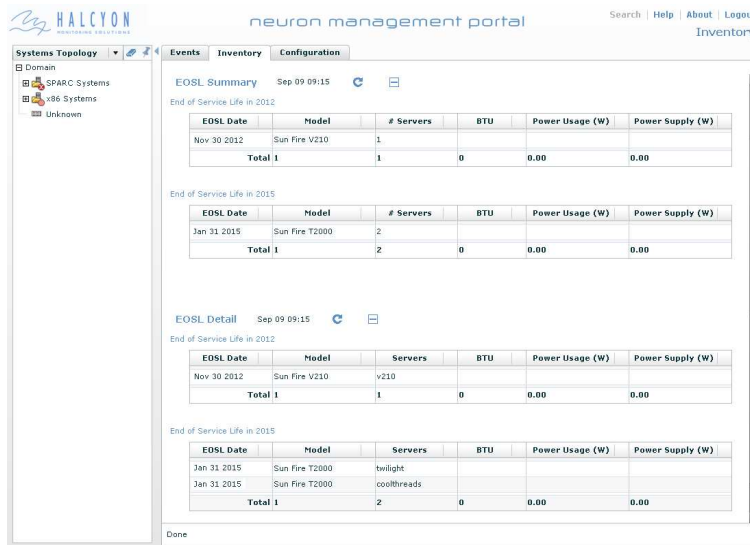 HALCYON
MONITORING SOLUTIONS
neuron management portal
Search | Help | About | Logou
Inventor
Systems Topology
Domain
SPARC Systems
x86 Systems
Unknown
Events Inventory Configuration
EOSL Summary Sep 09 09:15
End of Service Life in 2012
EOSL Date Model # Servers BTU Power Usage (W) Power Supply (W)
Nov 30 2012 Sun Fire V210 1
Total 1 1 0 0.00 0.00
End of Service Life in 2015
EOSL Date Model # Servers BTU Power Usage (W) Power Supply (W)
Jan 31 2015 Sun Fire T2000 2
Total 1 2 0 0.00 0.00
EOSL Detail Sep 09 09:15
End of Service Life in 2012
EOSL Date Model Servers BTU Power Usage (W) Power Supply (W)
Nov 30 2012 Sun Fire V210 v210
Total 1 1 0 0.00 0.00
End of Service Life in 2015
EOSL Date Model Servers BTU Power Usage (W) Power Supply (W)
Jan 31 2015 Sun Fire T2000 twilight
Jan 31 2015 Sun Fire T2000 coolthreads
Total 1 2 0 0.00 0.00
Done